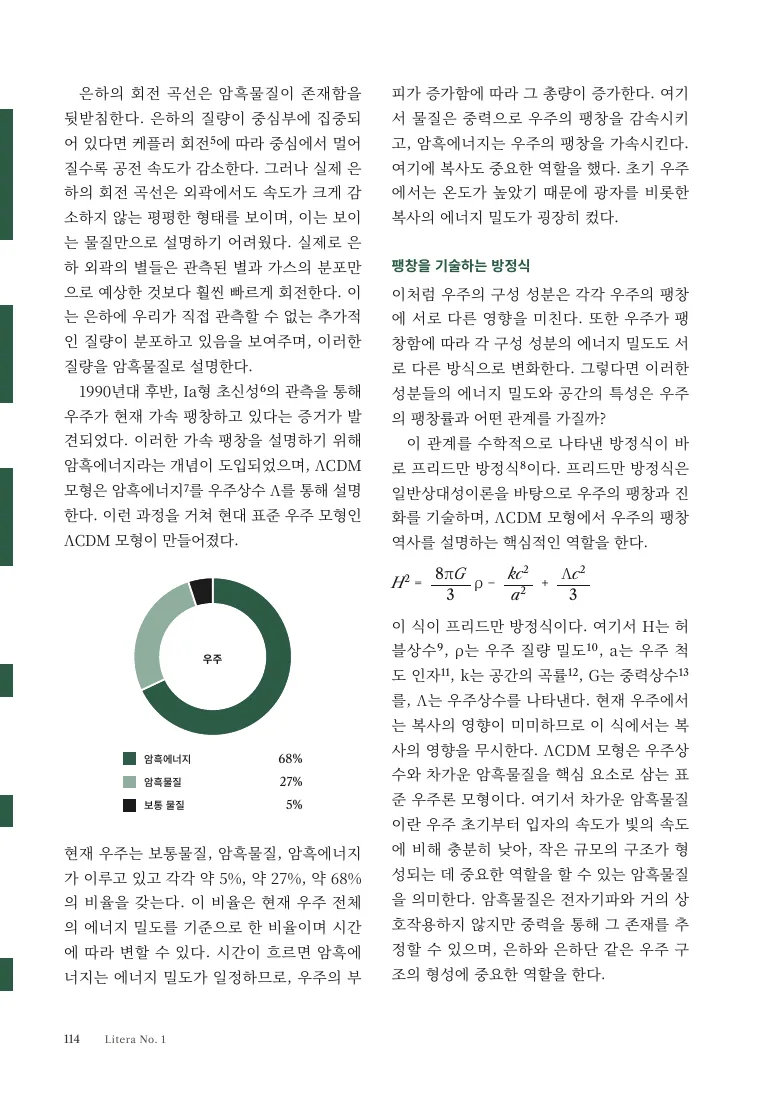 은하의 회전 곡선은 암흑물질이 존재함을
뒷받침한다. 은하의 질량이 중심부에 집중되
어 있다면 케플러 회전⁵에 따라 중심에서 멀어
질수록 공전 속도가 감소한다. 그러나 실제 은
하의 회전 곡선은 외곽에서도 속도가 크게 감
소하지 않는 평평한 형태를 보이며, 이는 보이
는 물질만으로 설명하기 어려웠다. 실제로 은
하 외곽의 별들은 관측된 별과 가스의 분포만
으로 예상한 것보다 훨씬 빠르게 회전한다. 이
는 은하에 우리가 직접 관측할 수 없는 추가적
인 질량이 분포하고 있음을 보여주며, 이러한
질량을 암흑물질로 설명한다.
1990년대 후반, Ia형 초신성⁶의 관측을 통해
우주가 현재 가속 팽창하고 있다는 증거가 발
견되었다. 이러한 가속 팽창을 설명하기 위해
암흑에너지라는 개념이 도입되었으며, ΛCDM
모형은 암흑에너지⁷를 우주상수 Λ를 통해 설명
한다. 이런 과정을 거쳐 현대 표준 우주 모형인
ΛCDM 모형이 만들어졌다.
우주
암흑에너지 68%
암흑물질 27%
보통 물질 5%
현재 우주는 보통물질, 암흑물질, 암흑에너지
가 이루고 있고 각각 약 5%, 약 27%, 약 68%
의 비율을 갖는다. 이 비율은 현재 우주 전체
의 에너지 밀도를 기준으로 한 비율이며 시간
에 따라 변할 수 있다. 시간이 흐르면 암흑에
너지는 에너지 밀도가 일정하므로, 우주의 부
피가 증가함에 따라 그 총량이 증가한다. 여기
서 물질은 중력으로 우주의 팽창을 감속시키
고, 암흑에너지는 우주의 팽창을 가속시킨다.
여기에 복사도 중요한 역할을 했다. 초기 우주
에서는 온도가 높았기 때문에 광자를 비롯한
복사의 에너지 밀도가 굉장히 컸다.
팽창을 기술하는 방정식
이처럼 우주의 구성 성분은 각각 우주의 팽창
에 서로 다른 영향을 미친다. 또한 우주가 팽
창함에 따라 각 구성 성분의 에너지 밀도도 서
로 다른 방식으로 변화한다. 그렇다면 이러한
성분들의 에너지 밀도와 공간의 특성은 우주
의 팽창률과 어떤 관계를 가질까?
이 관계를 수학적으로 나타낸 방정식이 바
로 프리드만 방정식⁸이다. 프리드만 방정식은
일반상대성이론을 바탕으로 우주의 팽창과 진
화를 기술하며, ΛCDM 모형에서 우주의 팽창
역사를 설명하는 핵심적인 역할을 한다.
H² = 8πG/3 ρ − kc²/a² + Λc²/3
이 식이 프리드만 방정식이다. 여기서 H는 허
블상수⁹, ρ는 우주 질량 밀도¹⁰, a는 우주 척
도 인자¹¹, k는 공간의 곡률¹², G는 중력상수¹³
를, Λ는 우주상수를 나타낸다. 현재 우주에서
는 복사의 영향이 미미하므로 이 식에서는 복
사의 영향을 무시한다. ΛCDM 모형은 우주상
수와 차가운 암흑물질을 핵심 요소로 삼는 표
준 우주론 모형이다. 여기서 차가운 암흑물질
이란 우주 초기부터 입자의 속도가 빛의 속도
에 비해 충분히 낮아, 작은 규모의 구조가 형
성되는 데 중요한 역할을 할 수 있는 암흑물질
을 의미한다. 암흑물질은 전자기파와 거의 상
호작용하지 않지만 중력을 통해 그 존재를 추
정할 수 있으며, 은하와 은하단 같은 우주 구
조의 형성에 중요한 역할을 한다.
114 Litera No. 1